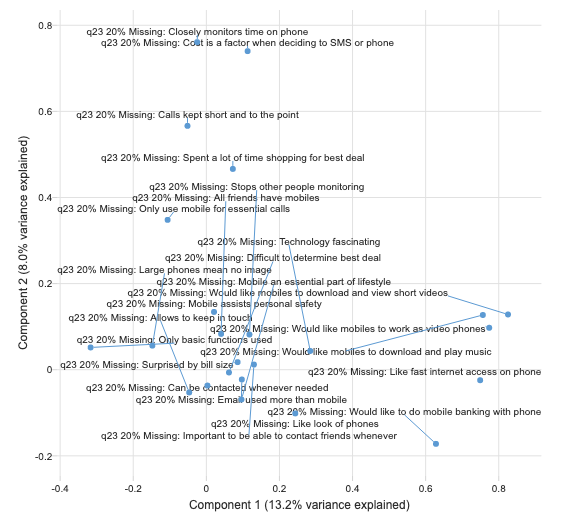 0.8
q23 20% Missing: Closely monitors time on phone
q23 20% Missing: Cost is a factor when deciding to SMS or phone
0.6
q23 20% Missing: Calls kept short and to the point
q23 20% Missing: Spent a lot of time shopping for best deal
q23 20% Missing: Stops other people monitoring
0.4
q23 20% Missing: All friends have mobiles
q23 20% Missing: Only use mobile for essential calls
q23 20% Missing: Technology fascinating
q23 20% Missing: Difficult to determine best deal
q23 20% Missing: Large phones mean no image
0.2
q23 20% Missing: Mobile an essential part of lifestyle
q23 20% Missing: Would like mobiles to download and view short videos
q23 20% Missing: Mobile assists personal safety
q23 20% Missing: Allows to keep in touch
q23 20% Missing: Would like mobiles to work as video phones
q23 20% Missing: Only basic functions used
q23 20% Missing: Would like mobiles to download and play music
q23 20% Missing: Surprised by bill size
0
q23 20% Missing: Like fast internet access on phone
q23 20% Missing: Can be contacted whenever needed
q23 20% Missing: Email used more than mobile
q23 20% Missing: Would like to do mobile banking with phone
q23 20% Missing: Like look of phones
q23 20% Missing: Important to be able to contact friends whenever
-0.2
-0.4
-0.2
0
0.2
0.4
0.6
0.8
Component 1 (13.2% variance explained)
Component 2 (8.0% variance explained)